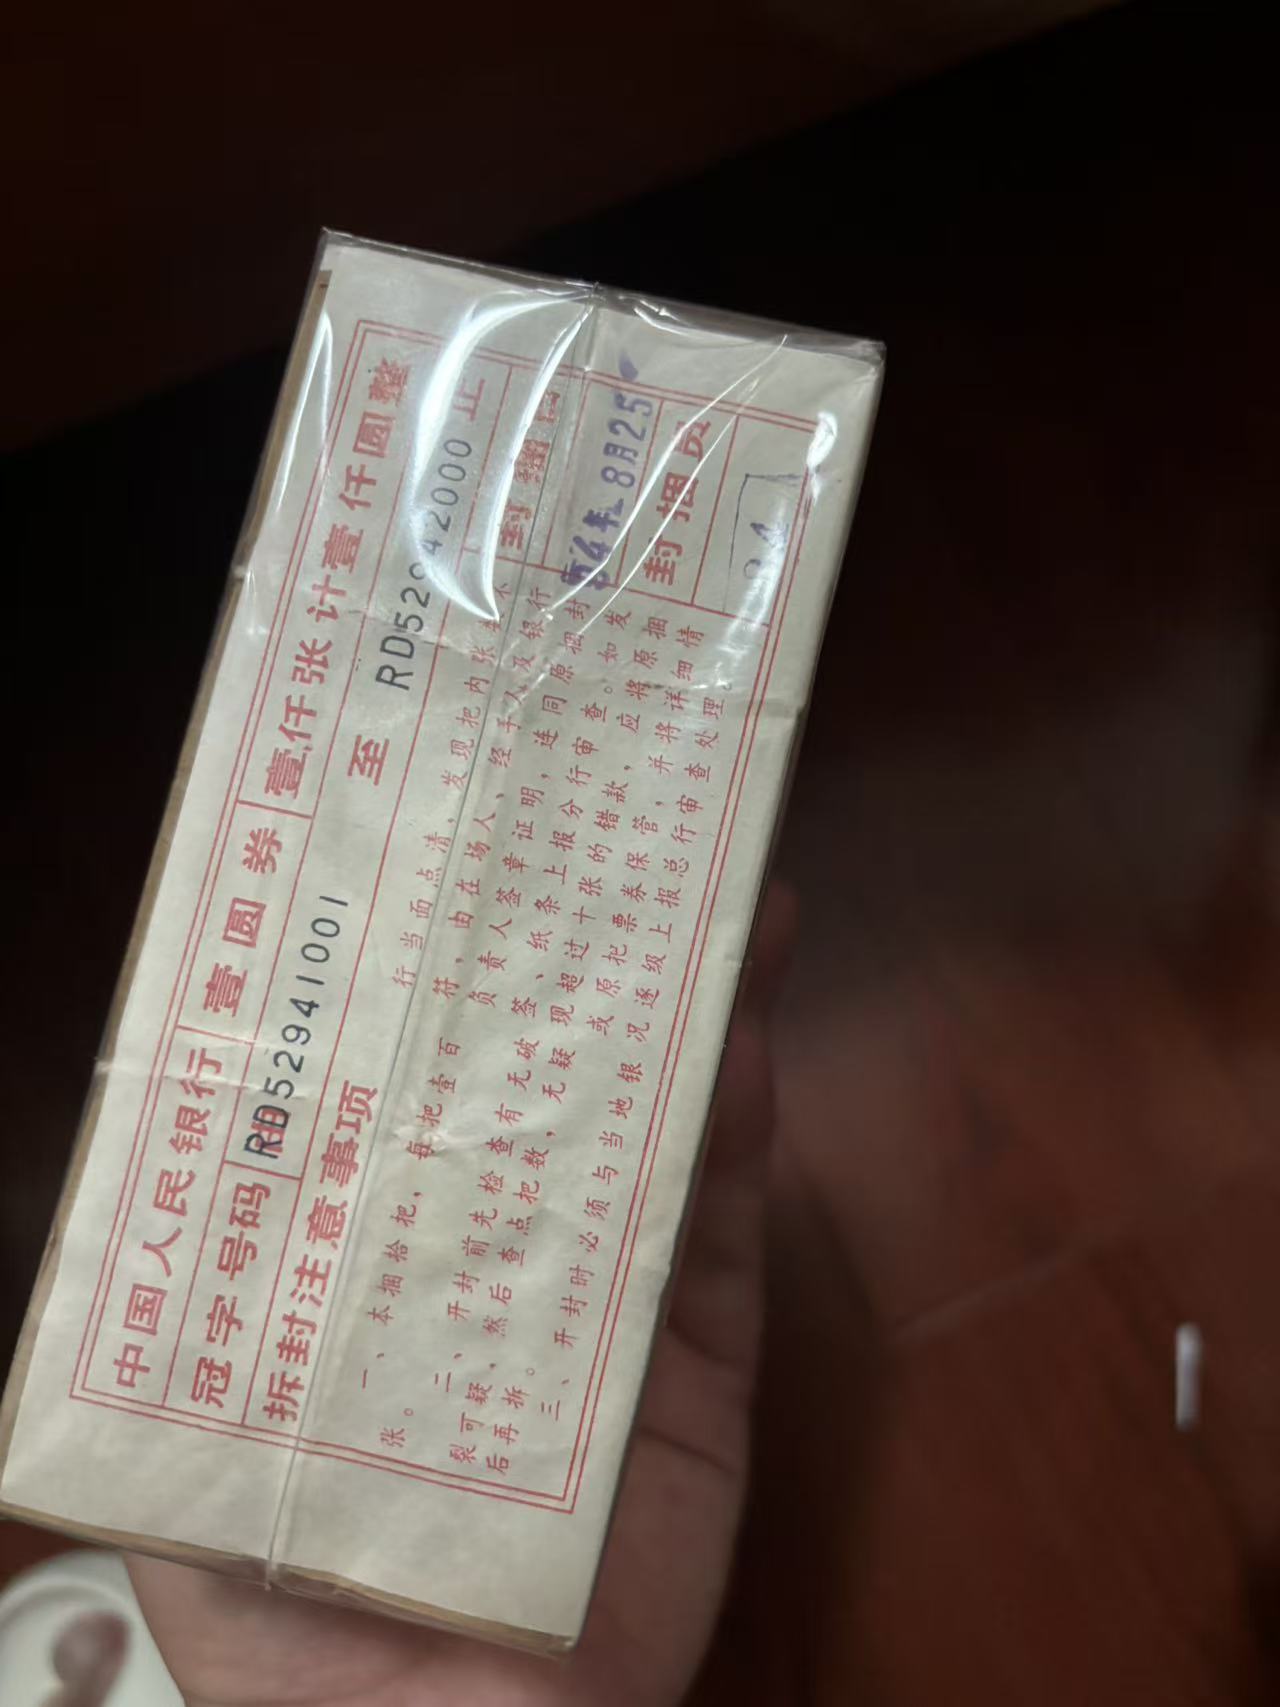 中国人民银行 壹圆券 壹仟张计壹仟圆整
冠字号码 RD52941001 至 RD52942000 止
拆封注意事项
封捆日
8月25
封捆员
一、本捆拾把，每把壹百张。
二、开封前先检查有无破裂可疑，然后查点把数，无疑后再拆。
三、开封时必须与当地银
行当面点清，发现把内张数不
符，由在场人、经手人及银行
负责人签章证明，连同原捆封
签、纸条上报分行审查。如发
现超过十张的错款，应将原捆
或原把票券保管，并将详细情
况逐级上报总行审查处理。